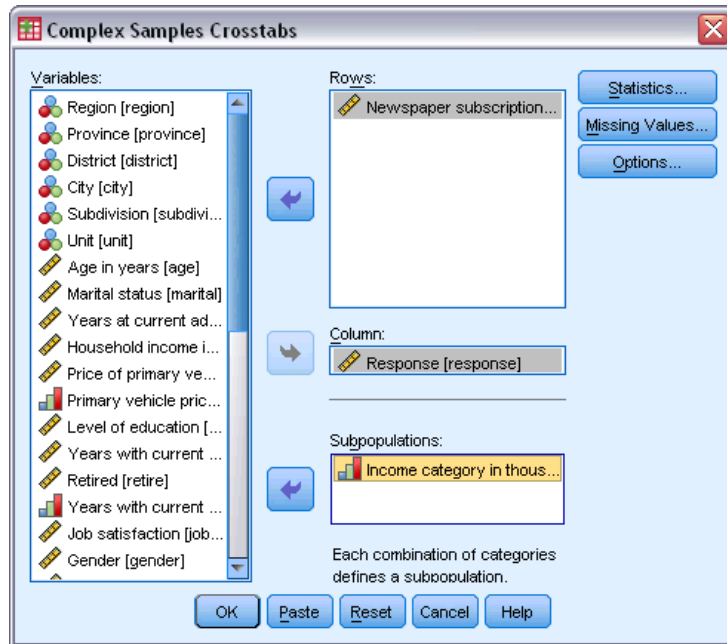 Complex Samples Crosstabs
Variables:
Region [region]
Province [province]
District [district]
City [city]
Subdivision [subdivi...
Unit [unit]
Age in years [age]
Marital status [marital]
Years at current ad...
Household income i...
Price of primary ve...
Primary vehicle pric...
Level of education [...
Years with current ...
Retired [retire]
Years with current ...
Job satisfaction [job...
Gender [gender]
Rows:
Newspaper subscription...
Column:
Response [response]
Subpopulations:
Income category in thous...
Each combination of categories
defines a subpopulation.
Statistics...
Missing Values...
Options...
OK
Paste
Reset
Cancel
Help